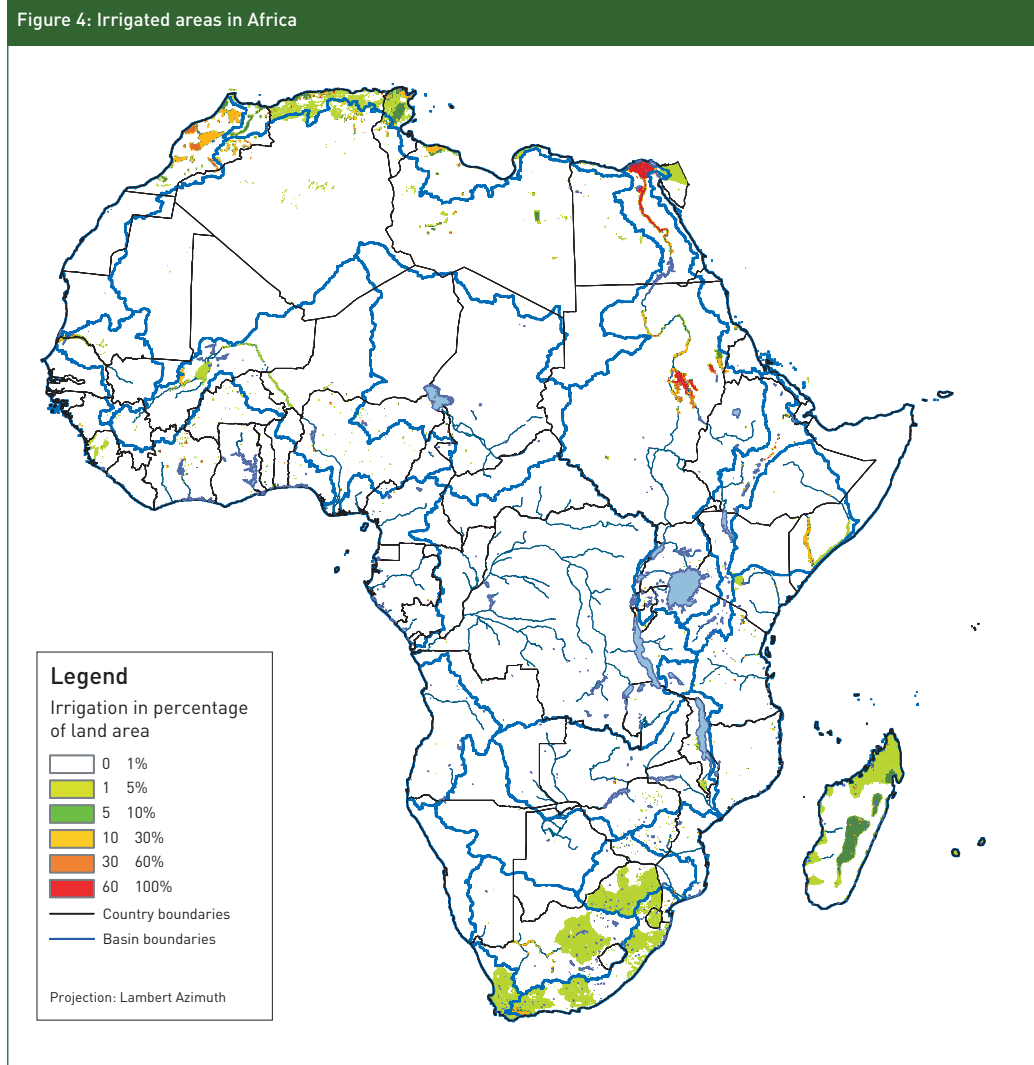 Figure 4: Irrigated areas in Africa
Legend
Irrigation in percentage
of land area
0 1%
1 5%
5 10%
10 30%
30 60%
60 100%
Country boundaries
Basin boundaries
Projection: Lambert Azimuth